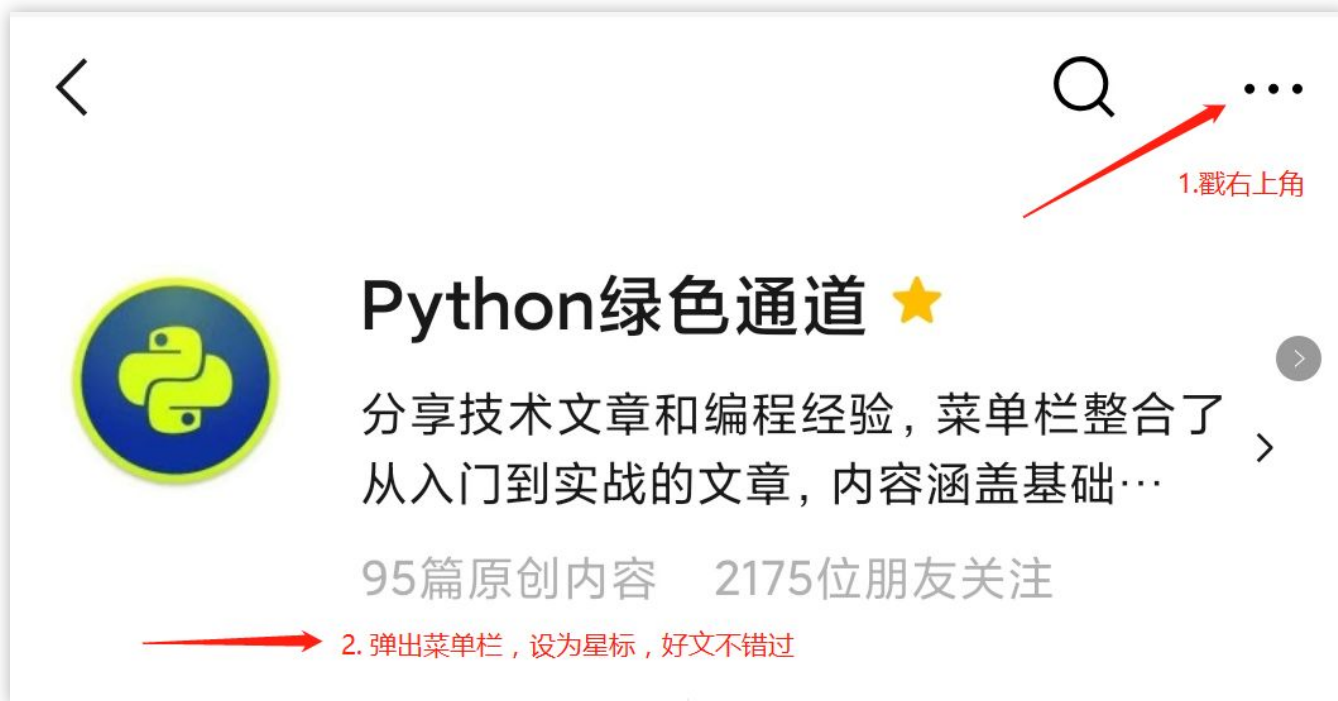 1.戳右上角
Python绿色通道
分享技术文章和编程经验，菜单栏整合了
从入门到实战的文章，内容涵盖基础…
95篇原创内容 2175位朋友关注
2. 弹出菜单栏，设为星标，好文不错过